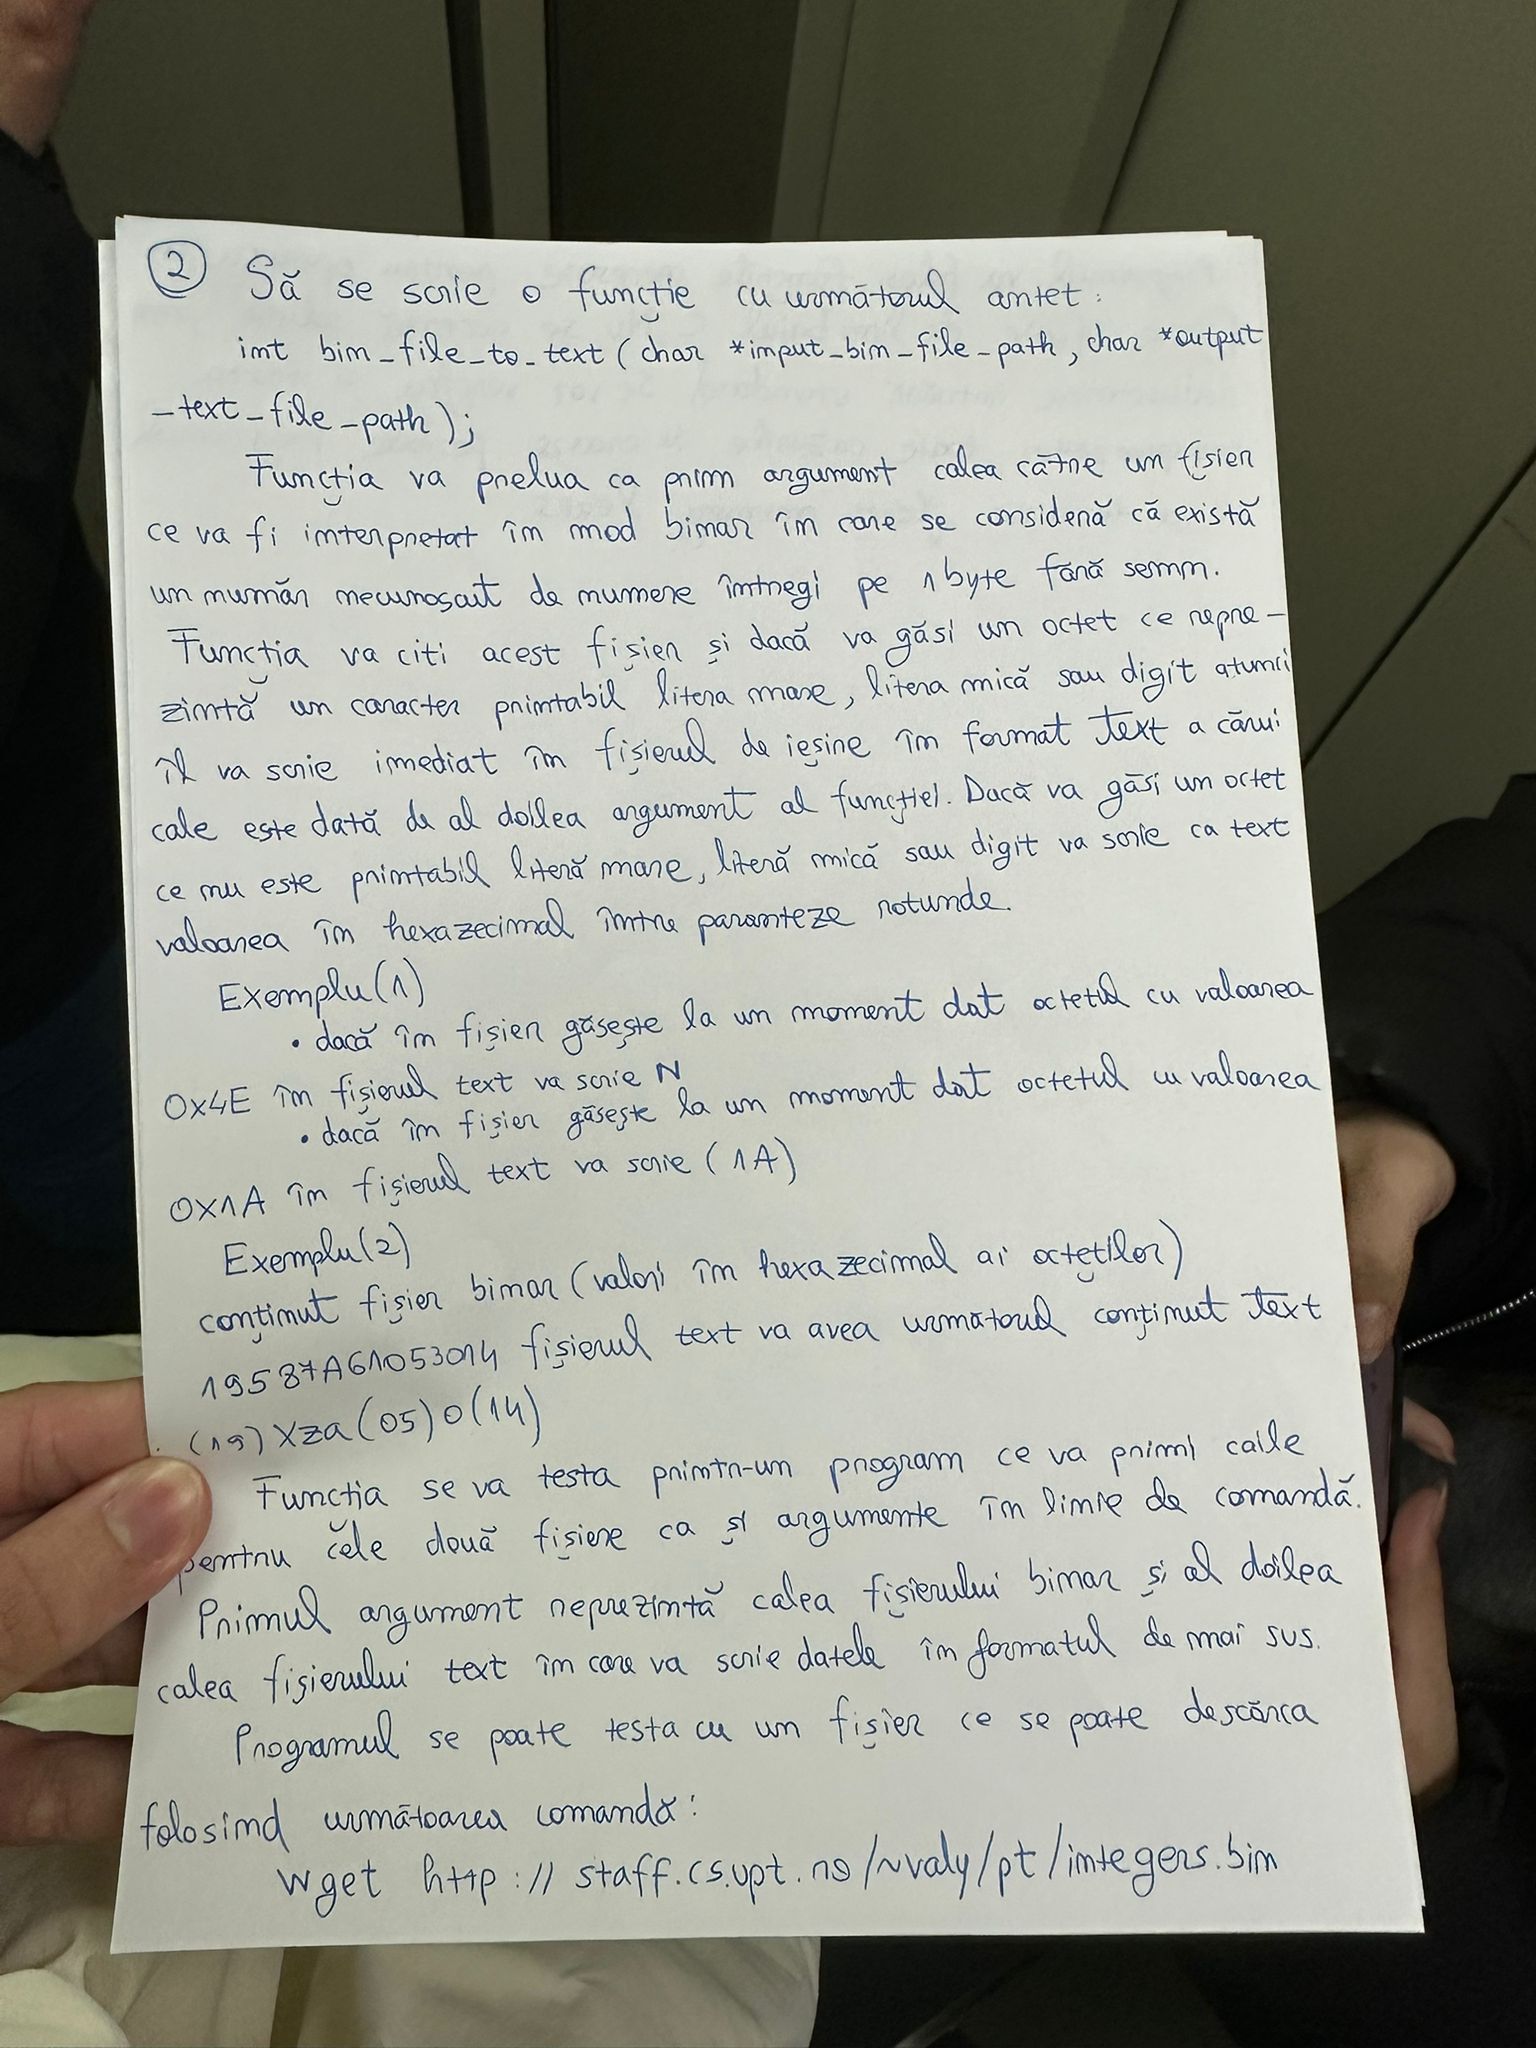 2 Să se scrie o funcție cu următorul antet:
int bin_file_to_text (char *input_bin_file_path, char *output
_text_file_path);
Funcția va prelua ca prim argument calea către un fișier
ce va fi interpretat în mod binar în care se consideră că există
un număr necunoscut de numere întregi pe 1 byte fără semn.
Funcția va citi acest fișier și dacă va găsi un octet ce repre-
zintă un caracter printabil litera mare, litera mică sau digit atunci
îl va scrie imediat în fișierul de ieșire în format text a cărui
cale este dată de al doilea argument al funcției. Dacă va găsi un octet
ce nu este printabil literă mare, literă mică sau digit va scrie ca text
valoarea în hexazecimal între paranteze rotunde.
Exemplu(1)
• dacă în fișier găsește la un moment dat octetul cu valoarea
0x4E în fișierul text va scrie N
• dacă în fișier găsește la un moment dat octetul cu valoarea
0x1A în fișierul text va scrie (1A)
Exemplu(2)
conținut fișier binar (valori în hexazecimal ai octeților)
19587A61053014 fișierul text va avea următorul conținut text
(19)Xza(05)0(14)
Funcția se va testa printr-un program ce va primi caile
pentru cele două fișiere ca și argumente în linie de comandă.
Primul argument reprezintă calea fișierului binar și al doilea
calea fișierului text în care va scrie datele în formatul de mai sus.
Programul se poate testa cu un fișier ce se poate descărca
folosind următoarea comandă:
wget http://staff.cs.upt.ro/~valy/pt/integers.bin